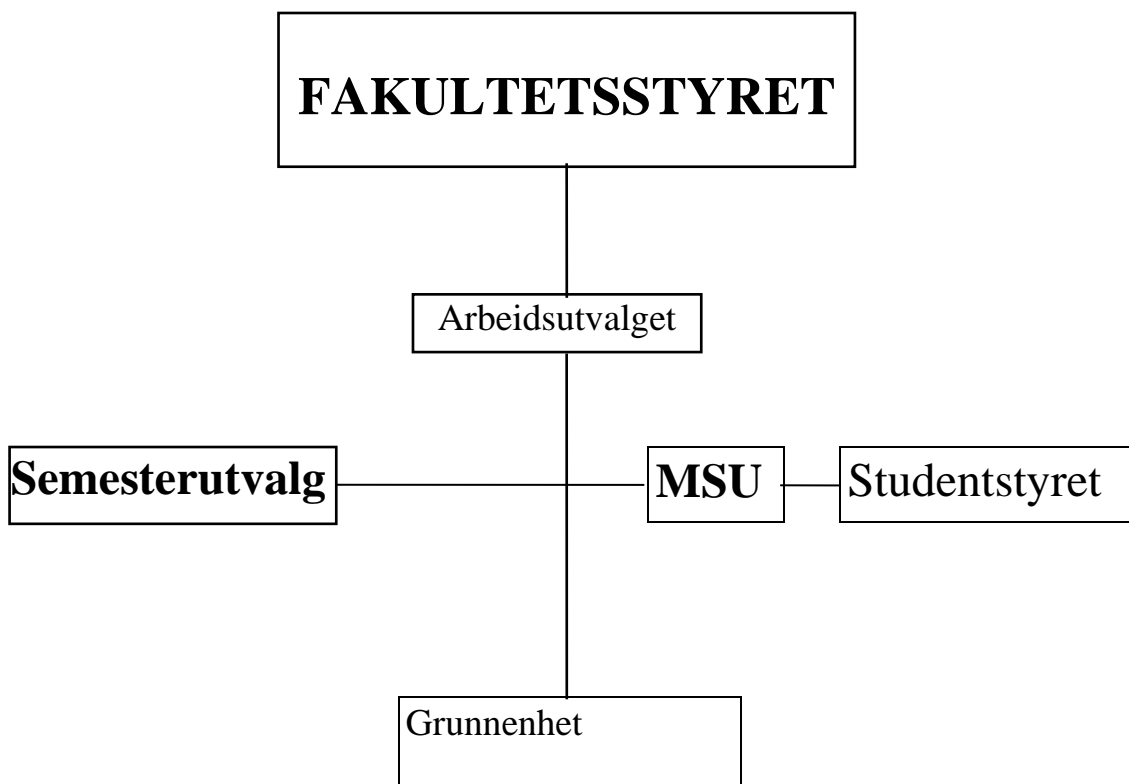 FAKULTETSSTYRET
Arbeidsutvalget
Semesterutvalg
MSU
Studentstyret
Grunnenhet